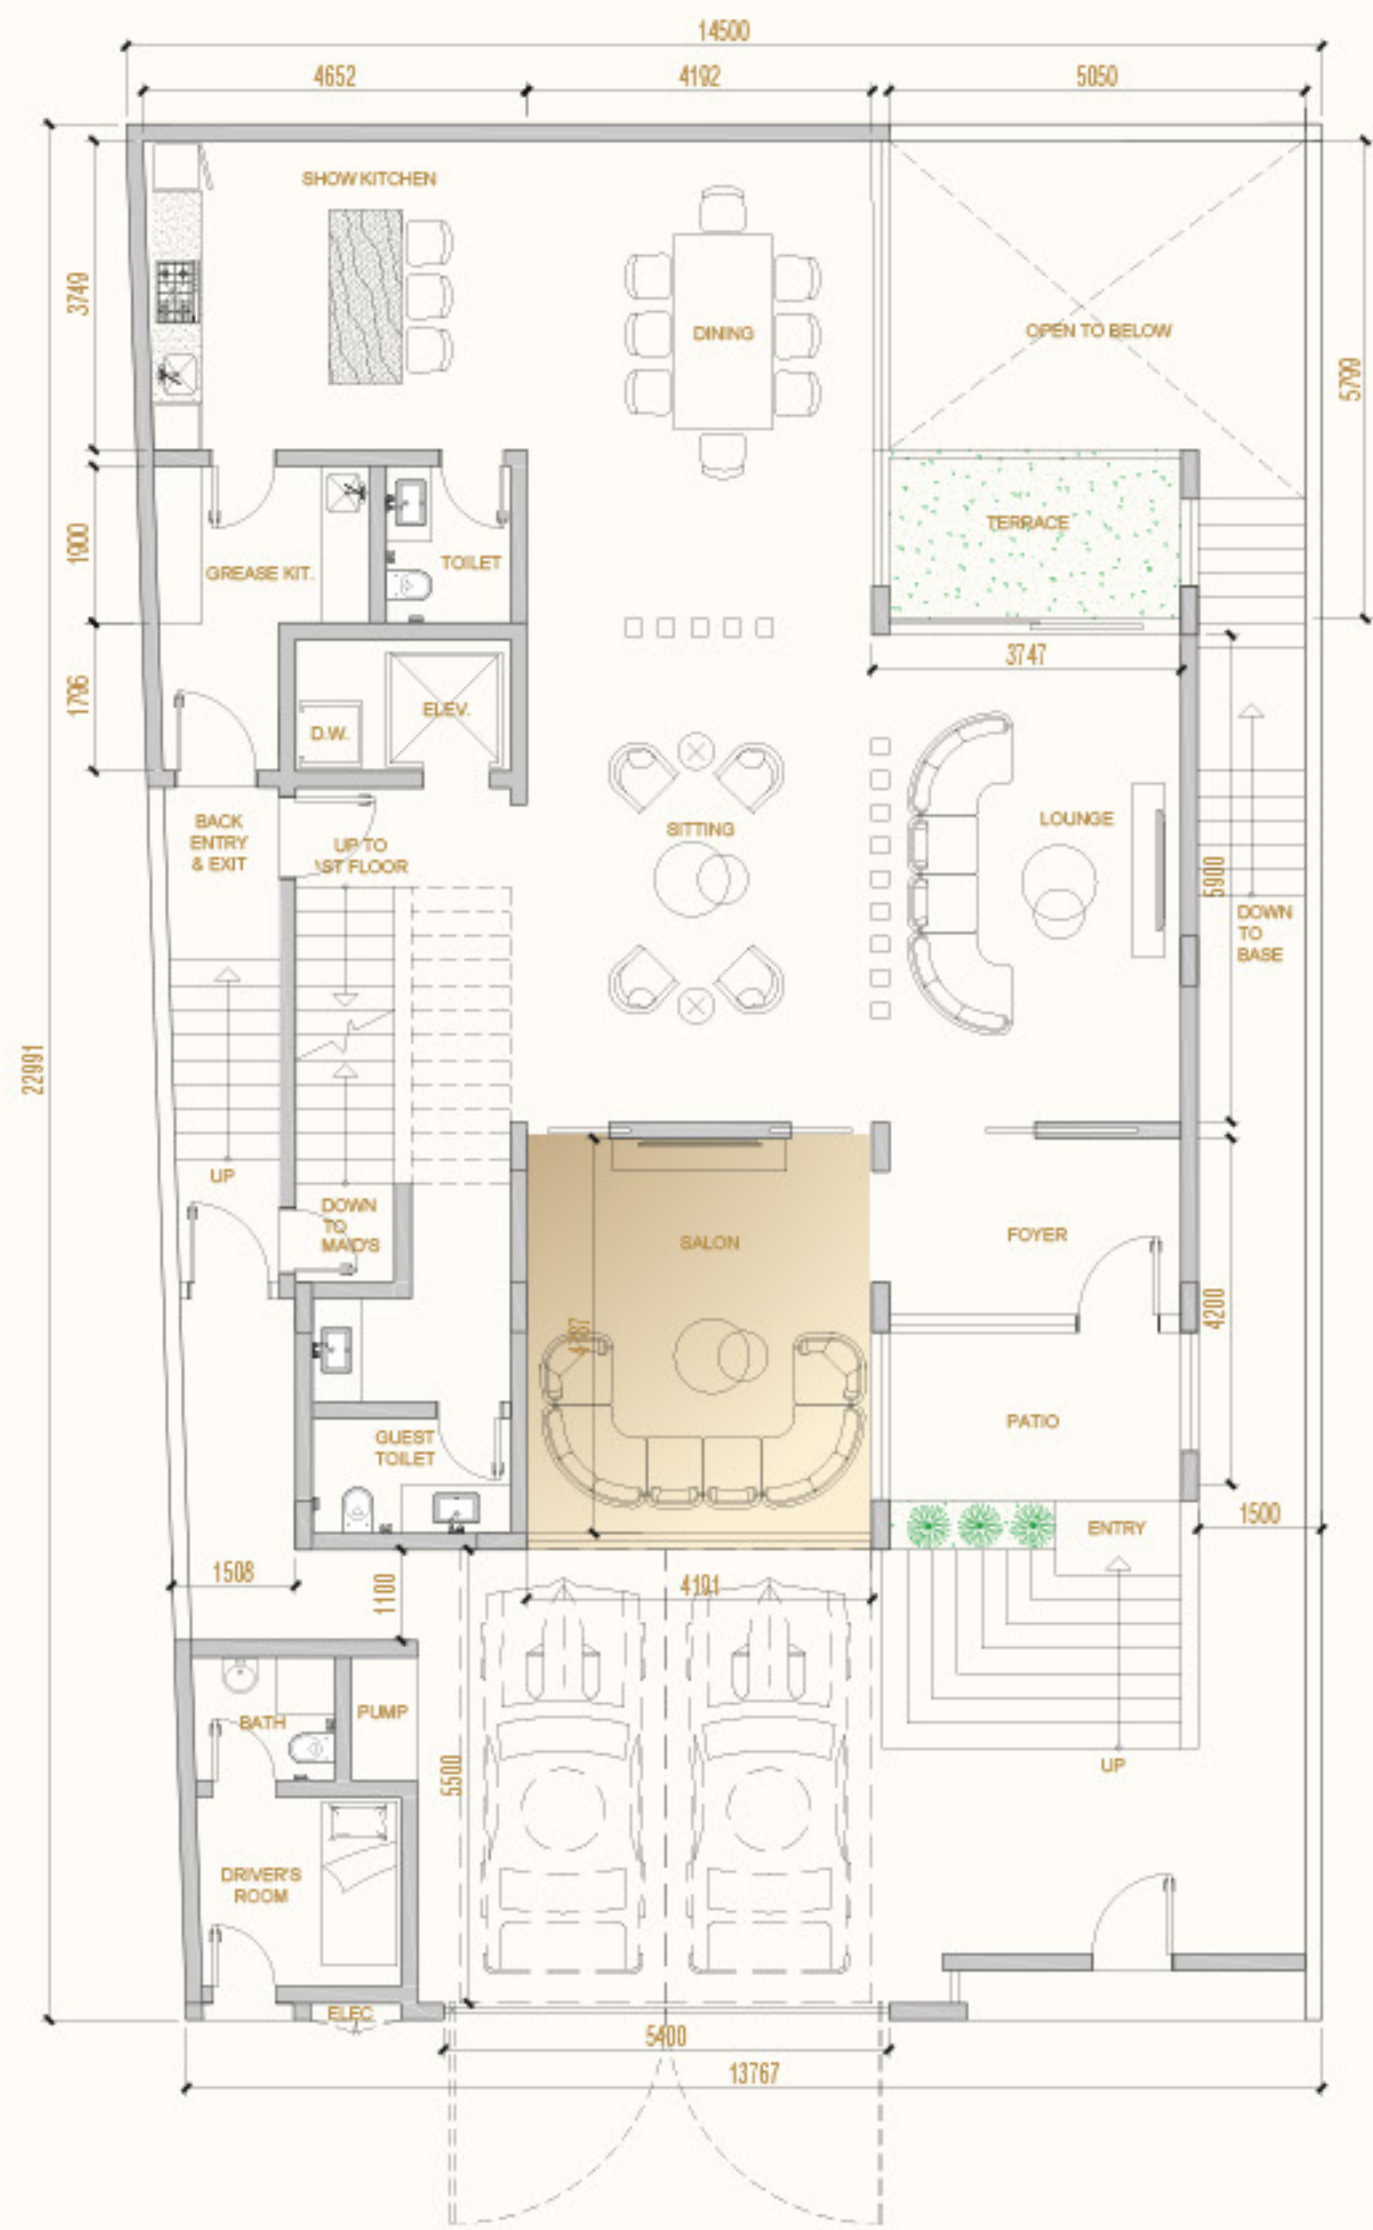 14500
4652
4192
5050
SHOW KITCHEN
3749
DINING
OPEN TO BELOW
5799
TERRACE
1900
GREASE KIT.
TOILET
3747
1796
ELEV.
D.W.
SITTING
LOUNGE
BACK
ENTRY
& EXIT
UP TO
1ST FLOOR
5900
DOWN
TO
BASE
22991
UP
DOWN
TO
MAID'S
SALON
FOYER
4200
PATIO
GUEST
TOILET
ENTRY
1500
1508
1100
4191
BATH
PUMP
5500
UP
DRIVER'S
ROOM
ELEC
5400
13767